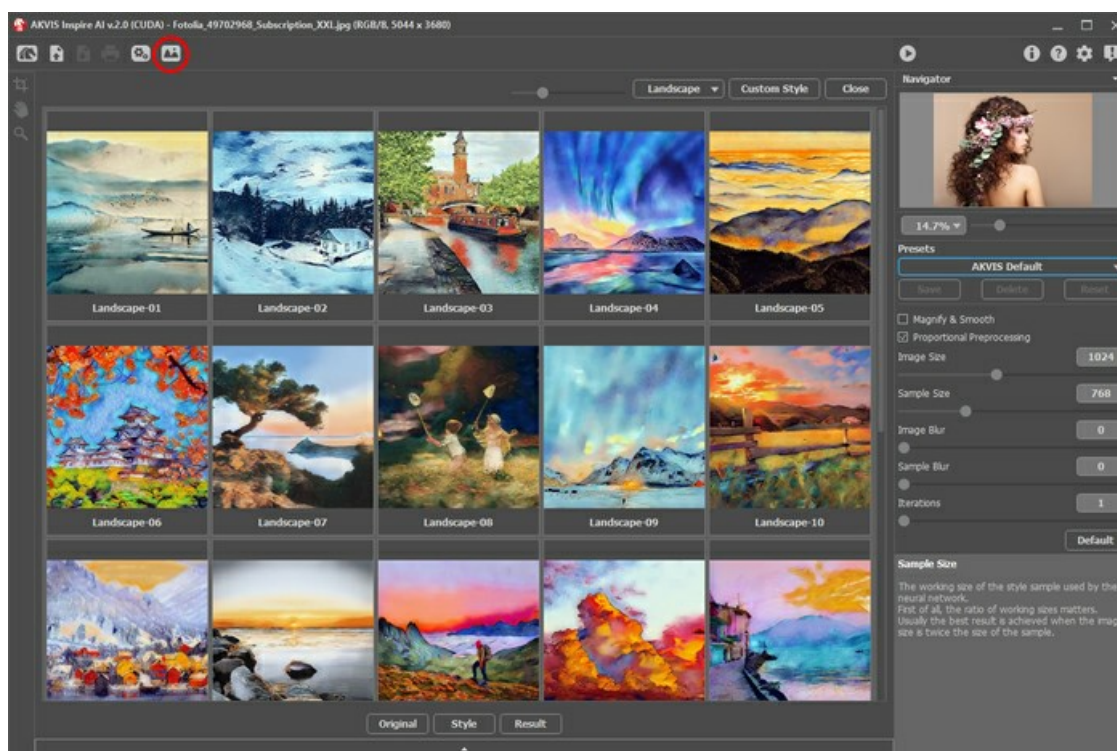 AKVIS Inspire AI v.2.0 (CUDA) - Fotolia_49702968_Subscription_XXL.jpg (RGB/8, 5044 x 3680)
Landscape
Custom Style
Close
Landscape-01
Landscape-02
Landscape-03
Landscape-04
Landscape-05
Landscape-06
Landscape-07
Landscape-08
Landscape-09
Landscape-10
Original
Style
Result
Navigator
14.7%
Presets
AKVIS Default
Save
Delete
Reset
Magnify & Smooth
Proportional Preprocessing
Image Size 1024
Sample Size 768
Image Blur 0
Sample Blur 0
Iterations 1
Default
Sample Size
The working size of the style sample used by the
neural network.
First of all, the ratio of working sizes matters.
Usually the best result is achieved when the imag
size is twice the size of the sample.